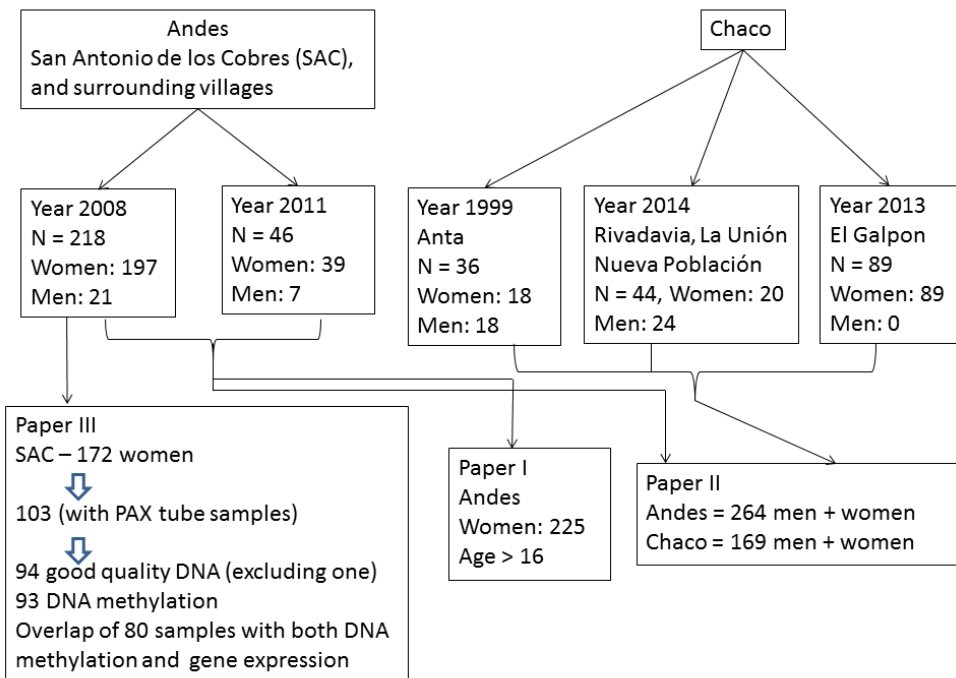 Andes
San Antonio de los Cobres (SAC),
and surrounding villages
Chaco
Year 2008
N = 218
Women: 197
Men: 21
Year 2011
N = 46
Women: 39
Men: 7
Year 1999
Anta
N = 36
Women: 18
Men: 18
Year 2014
Rivadavia, La Unión
Nueva Población
N = 44, Women: 20
Men: 24
Year 2013
El Galpon
N = 89
Women: 89
Men: 0
Paper III
SAC – 172 women
103 (with PAX tube samples)
94 good quality DNA (excluding one)
93 DNA methylation
Overlap of 80 samples with both DNA
methylation and gene expression
Paper I
Andes
Women: 225
Age > 16
Paper II
Andes = 264 men + women
Chaco = 169 men + women